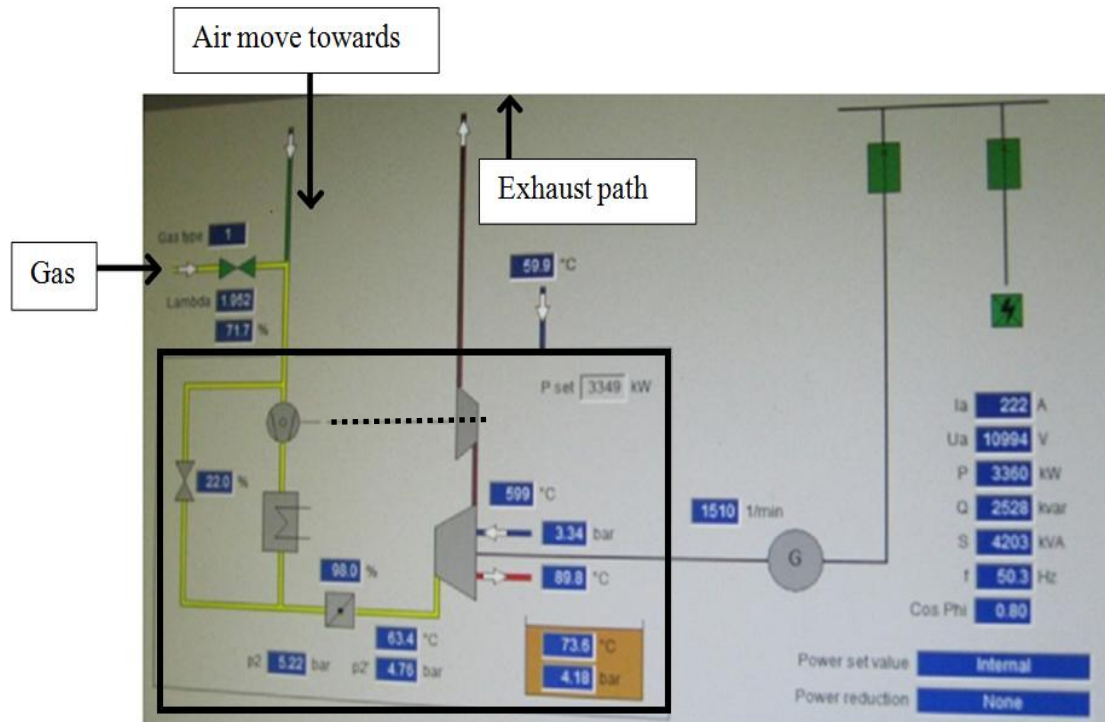 Air move towards
Exhaust path
Gas
Gas type 1
59.9 °C
Lambda 1.952
71.7 %
P set 3349 kW
Ia 222 A
Ua 10994 V
22.0 %
599 °C
1510 1/min
P 3360 kW
3.34 bar
Q 2528 kvar
G
S 4203 kVA
98.0 %
89.8 °C
f 50.3 Hz
Cos Phi 0.80
63.4 °C
73.6 °C
p2 5.22 bar p2' 4.76 bar
4.18 bar
Power set value Internal
Power reduction None